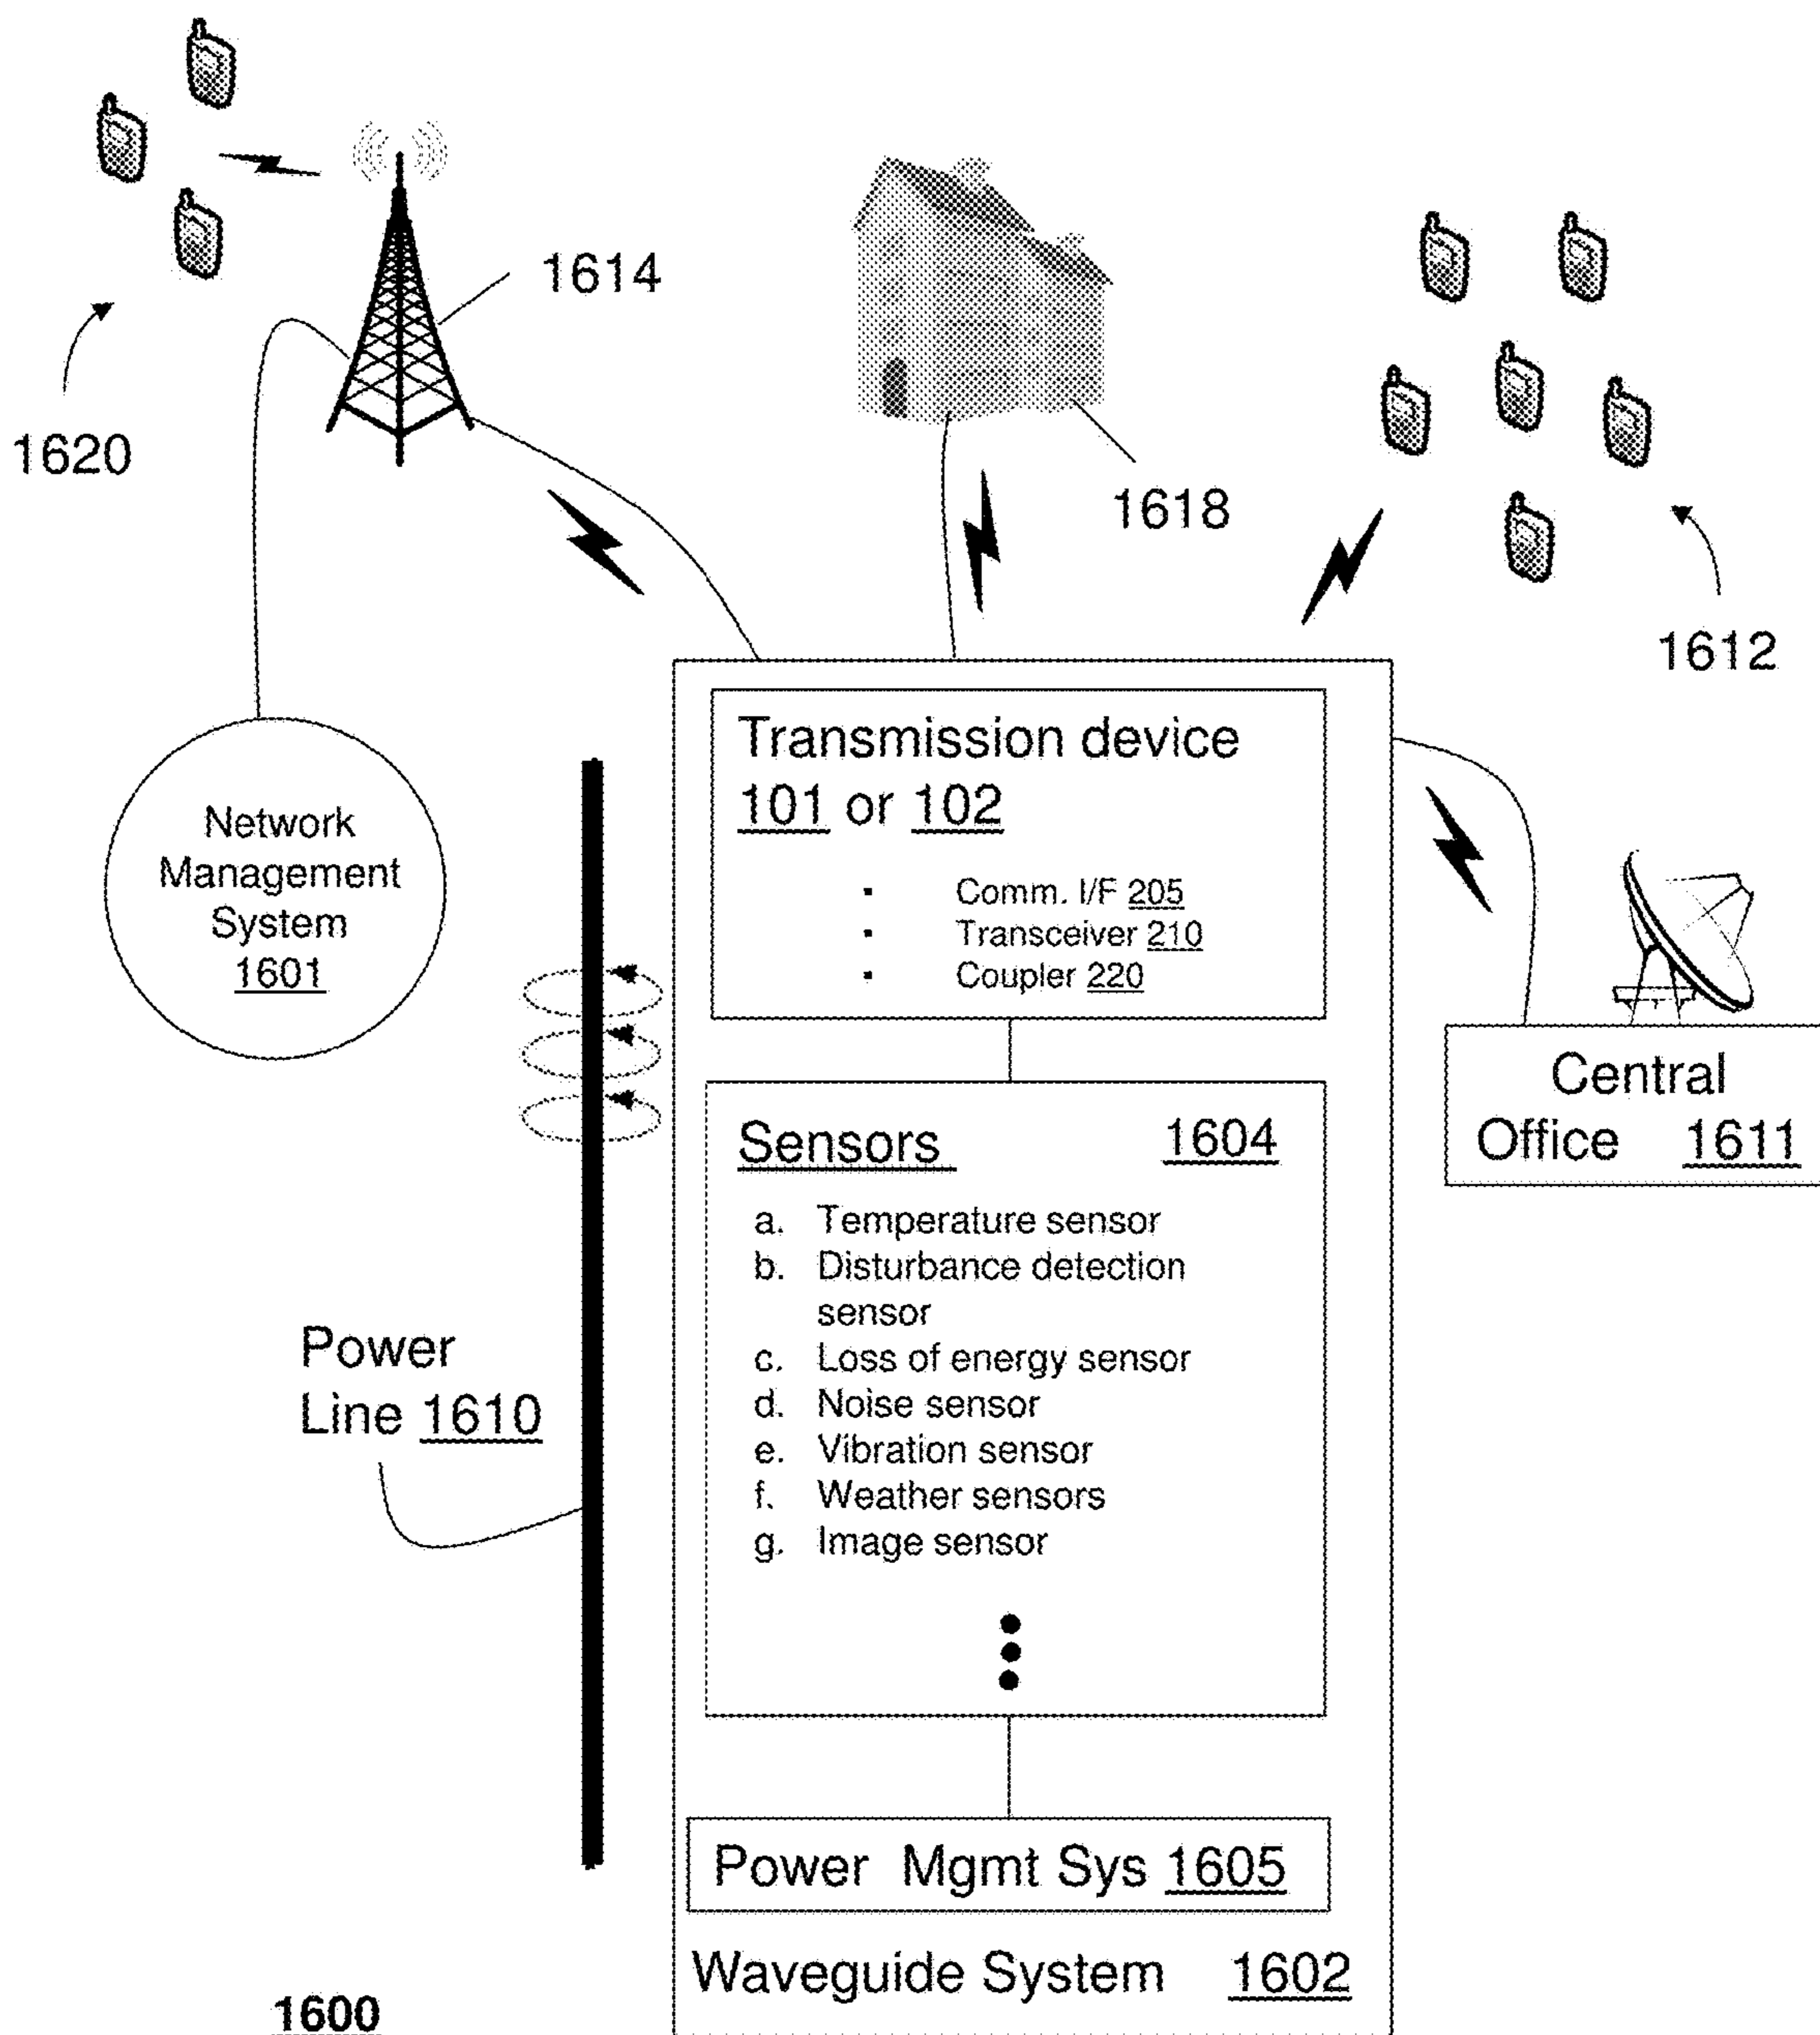 1614
1620
1618
1612
Transmission device
101 or 102
▪ Comm. I/F 205
▪ Transceiver 210
▪ Coupler 220
Network
Management
System
1601
Central
Office 1611
Sensors 1604
a. Temperature sensor
b. Disturbance detection
sensor
c. Loss of energy sensor
d. Noise sensor
e. Vibration sensor
f. Weather sensors
g. Image sensor
Power
Line 1610
Power Mgmt Sys 1605
Waveguide System 1602
1600